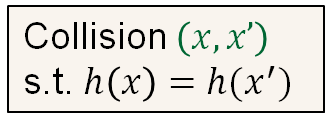 Collision (x, x′)
s.t. h(x) = h(x′)